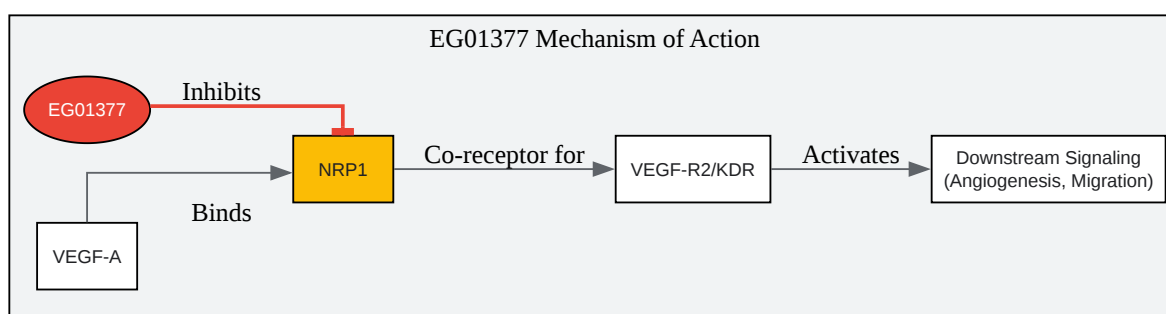 EG01377 Mechanism of Action
EG01377
Inhibits
NRP1
Co-receptor for
VEGF-R2/KDR
Activates
Downstream Signaling
(Angiogenesis, Migration)
Binds
VEGF-A